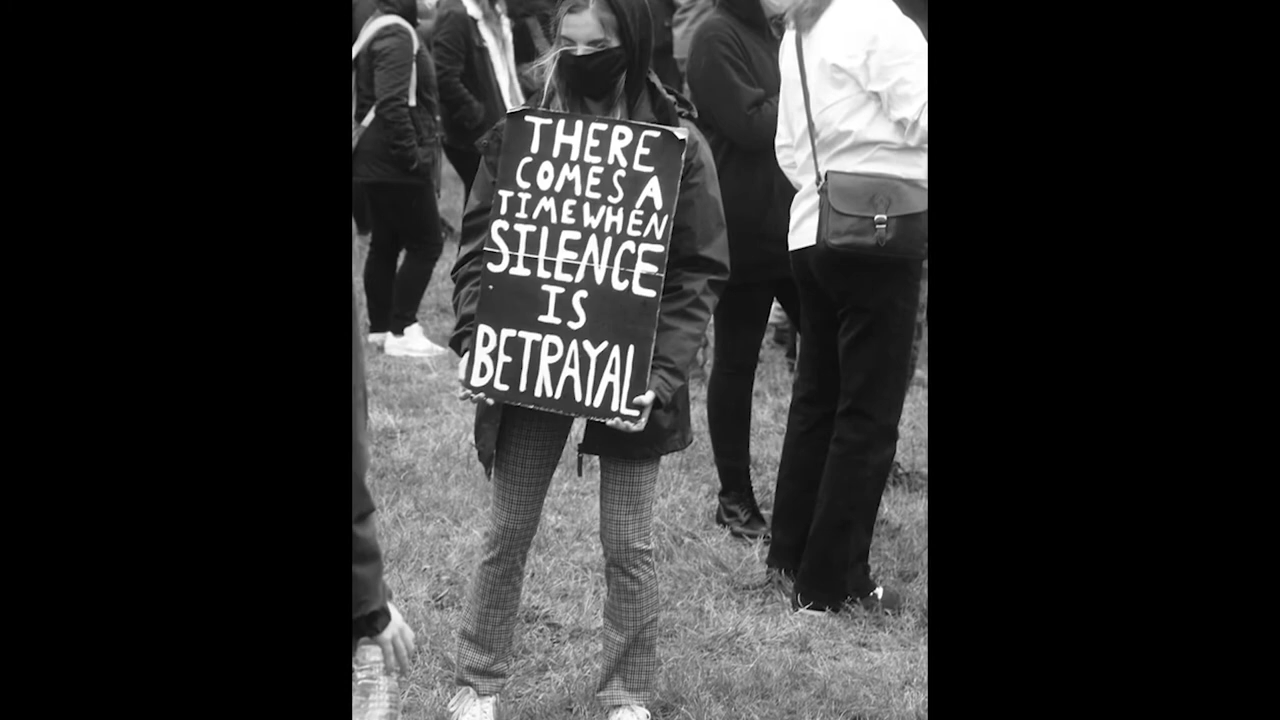 THERE
COMES A
TIME WHEN
SILENCE
IS
BETRAYAL